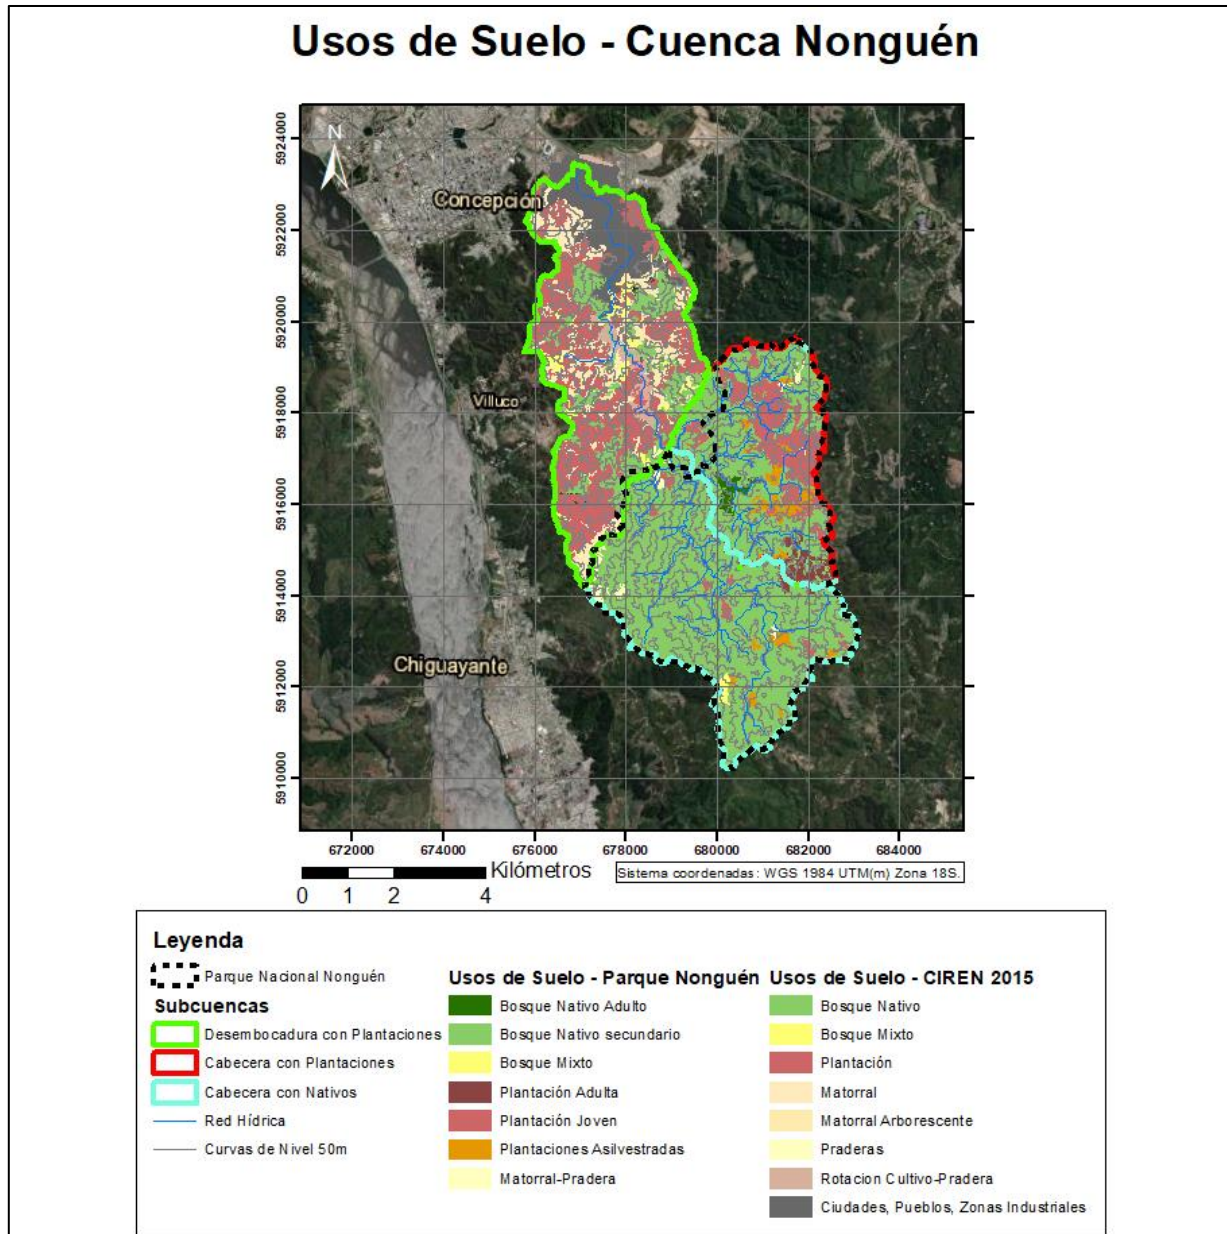 Usos de Suelo - Cuenca Nonguén
N
Concepción
Villuco
Chiguayante
5924000
5922000
5920000
5918000
5916000
5914000
5912000
5910000
672000 674000 676000 678000 680000 682000 684000
Kilómetros
0 1 2 4
Sistema coordenadas: WGS 1984 UTM(m) Zona 18S.
Leyenda
Parque Nacional Nonguén
Subcuencas
Desembocadura con Plantaciones
Cabecera con Plantaciones
Cabecera con Nativos
Red Hídrica
Curvas de Nivel 50m
Usos de Suelo - Parque Nonguén
Bosque Nativo Adulto
Bosque Nativo secundario
Bosque Mixto
Plantación Adulta
Plantación Joven
Plantaciones Asilvestradas
Matorral-Pradera
Usos de Suelo - CIREN 2015
Bosque Nativo
Bosque Mixto
Plantación
Matorral
Matorral Arborescente
Praderas
Rotacion Cultivo-Pradera
Ciudades, Pueblos, Zonas Industriales